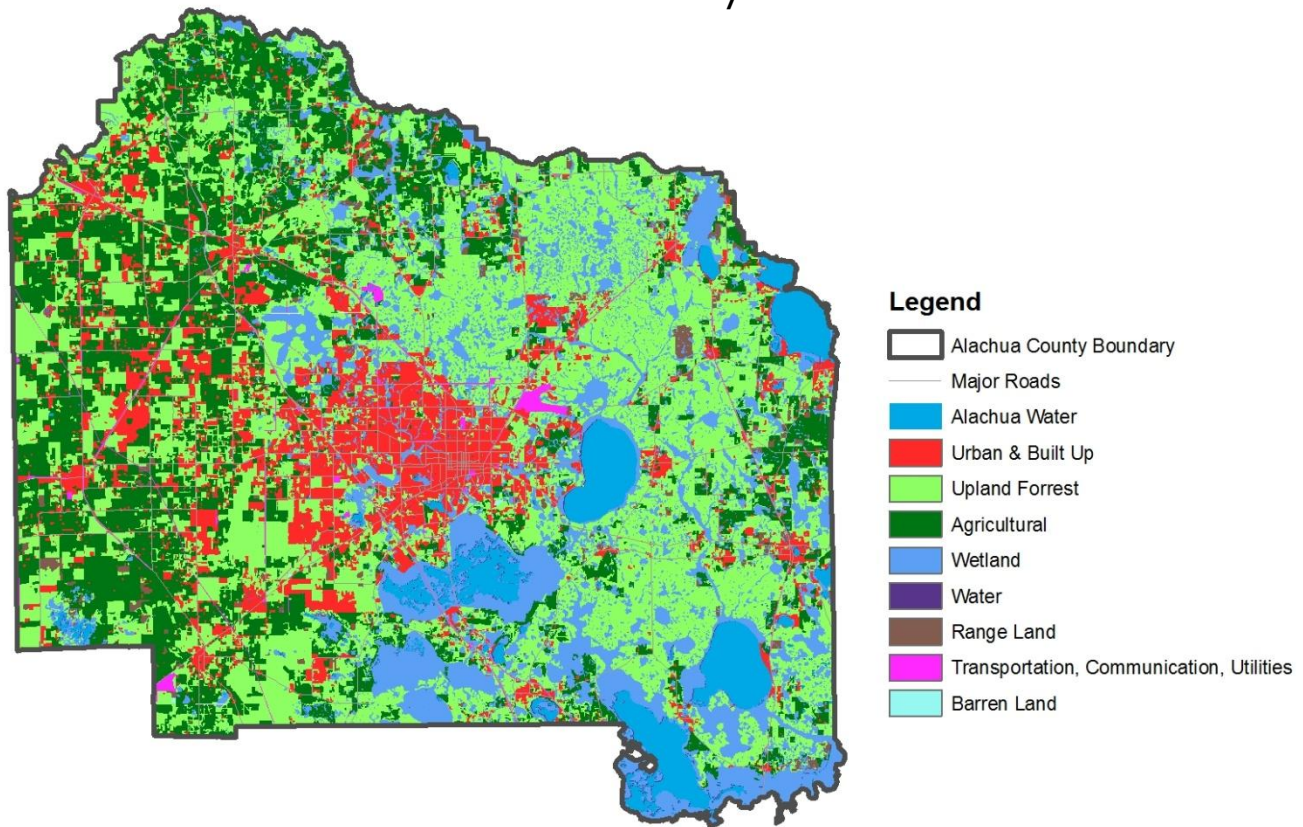 Legend
Alachua County Boundary
Major Roads
Alachua Water
Urban & Built Up
Upland Forrest
Agricultural
Wetland
Water
Range Land
Transportation, Communication, Utilities
Barren Land